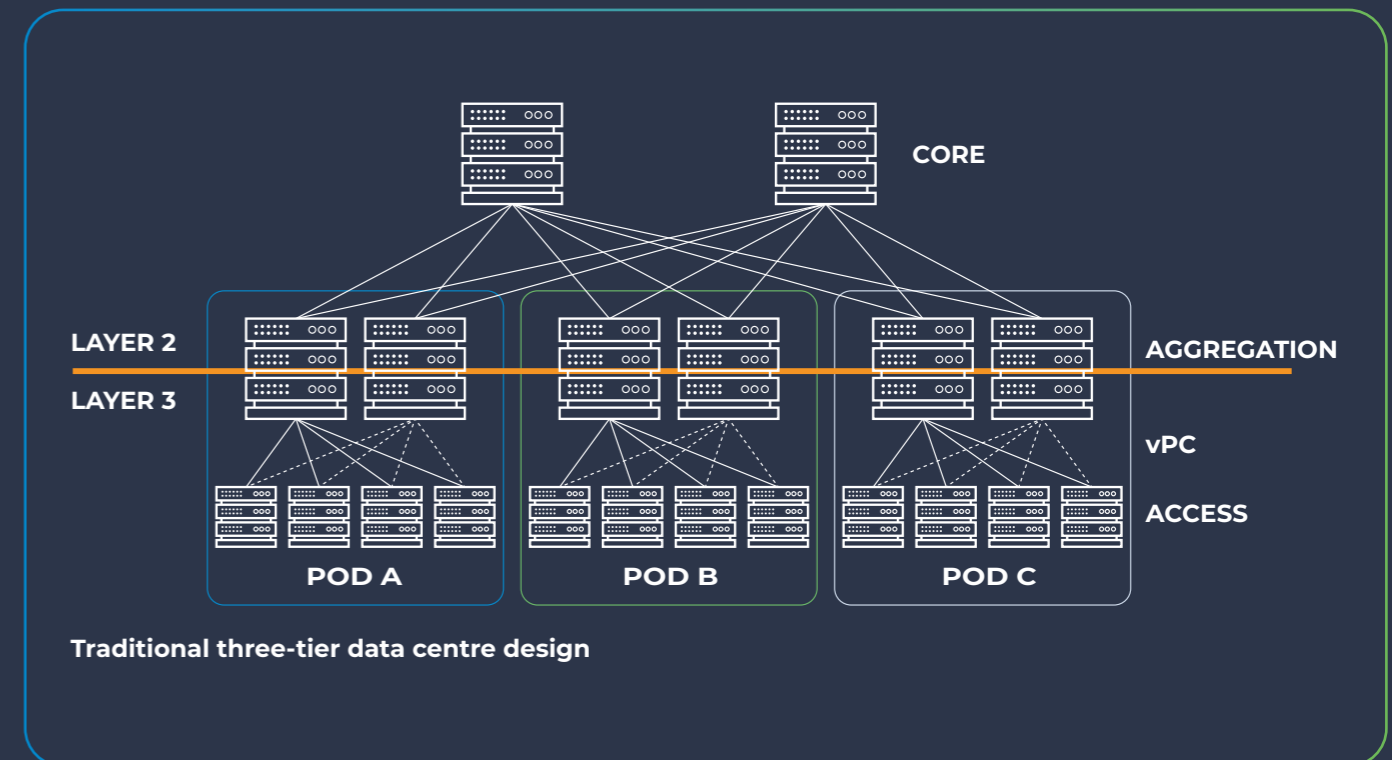 CORE
LAYER 2
AGGREGATION
LAYER 3
vPC
ACCESS
POD A
POD B
POD C
Traditional three-tier data centre design